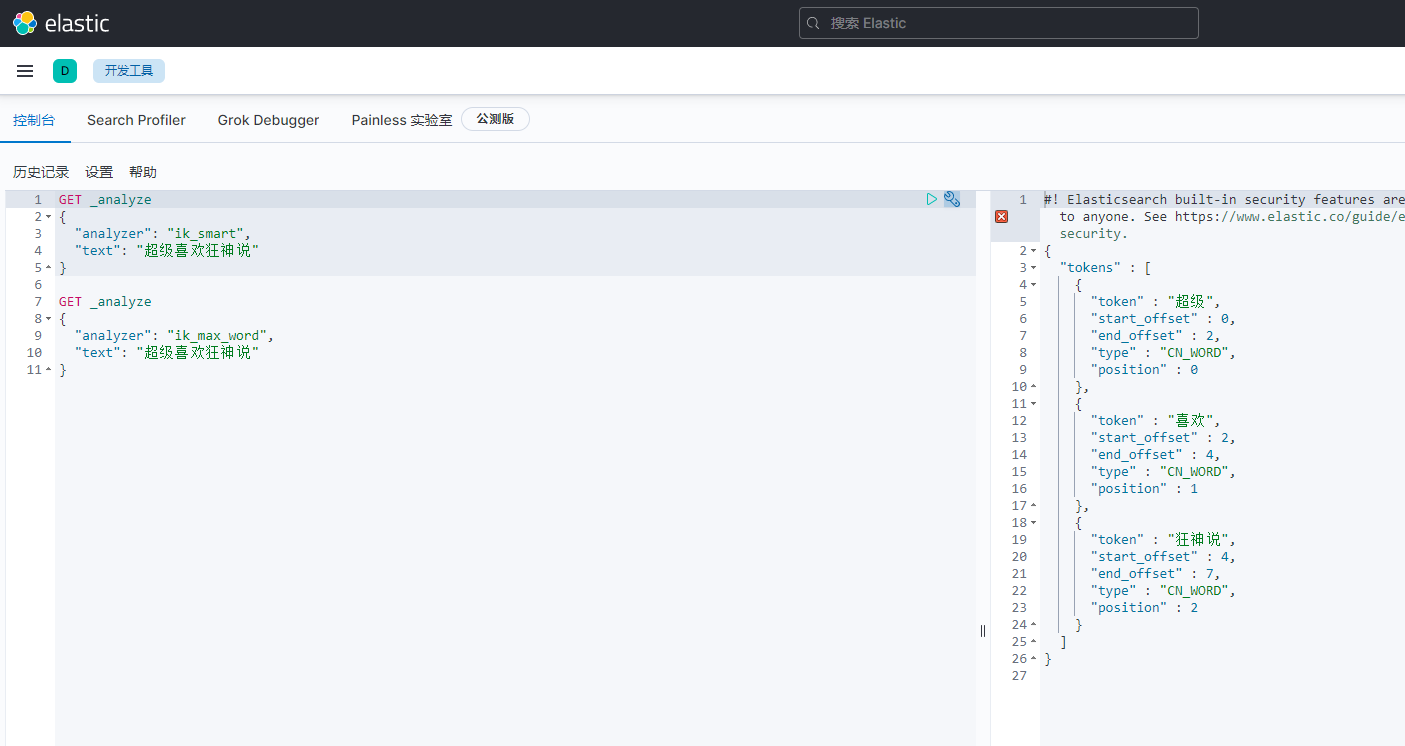 elastic
搜索 Elastic
D
开发工具
控制台 Search Profiler Grok Debugger Painless 实验室 公测版
历史记录 设置 帮助
1 GET _analyze
2 {
3 "analyzer": "ik_smart",
4 "text": "超级喜欢狂神说"
5 }
6
7 GET _analyze
8 {
9 "analyzer": "ik_max_word",
10 "text": "超级喜欢狂神说"
11 }
1 #! Elasticsearch built-in security features are
to anyone. See https://www.elastic.co/guide/e
security.
2 {
3 "tokens" : [
4 {
5 "token" : "超级",
6 "start_offset" : 0,
7 "end_offset" : 2,
8 "type" : "CN_WORD",
9 "position" : 0
10 },
11 {
12 "token" : "喜欢",
13 "start_offset" : 2,
14 "end_offset" : 4,
15 "type" : "CN_WORD",
16 "position" : 1
17 },
18 {
19 "token" : "狂神说",
20 "start_offset" : 4,
21 "end_offset" : 7,
22 "type" : "CN_WORD",
23 "position" : 2
24 }
25 ]
26 }
27